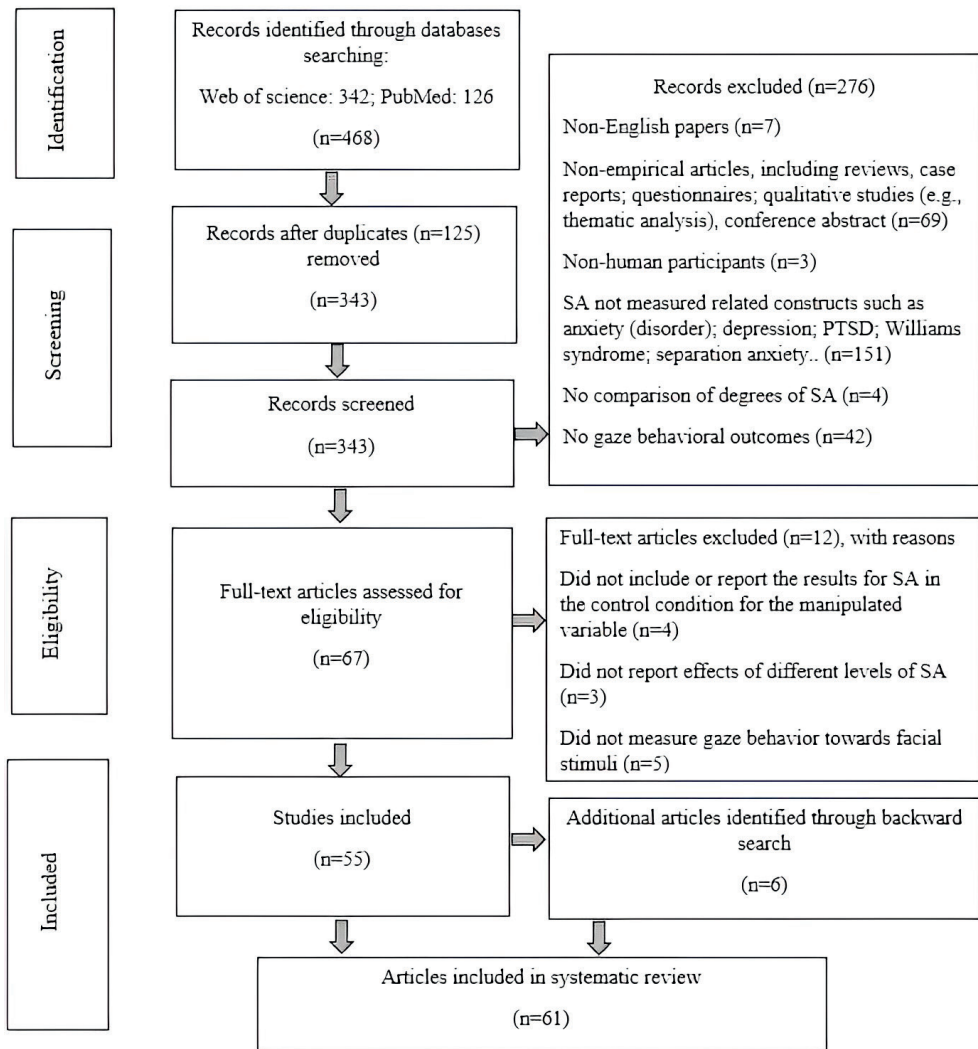 Identification
Records identified through databases
searching:
Web of science: 342; PubMed: 126
(n=468)
Records excluded (n=276)
Non-English papers (n=7)
Non-empirical articles, including reviews, case
reports; questionnaires; qualitative studies (e.g.,
thematic analysis), conference abstract (n=69)
Non-human participants (n=3)
SA not measured related constructs such as
anxiety (disorder); depression; PTSD; Williams
syndrome; separation anxiety.. (n=151)
No comparison of degrees of SA (n=4)
No gaze behavioral outcomes (n=42)
Screening
Records after duplicates (n=125)
removed
(n=343)
Records screened
(n=343)
Eligibility
Full-text articles assessed for
eligibility
(n=67)
Full-text articles excluded (n=12), with reasons
Did not include or report the results for SA in
the control condition for the manipulated
variable (n=4)
Did not report effects of different levels of SA
(n=3)
Did not measure gaze behavior towards facial
stimuli (n=5)
Included
Studies included
(n=55)
Additional articles identified through backward
search
(n=6)
Articles included in systematic review
(n=61)